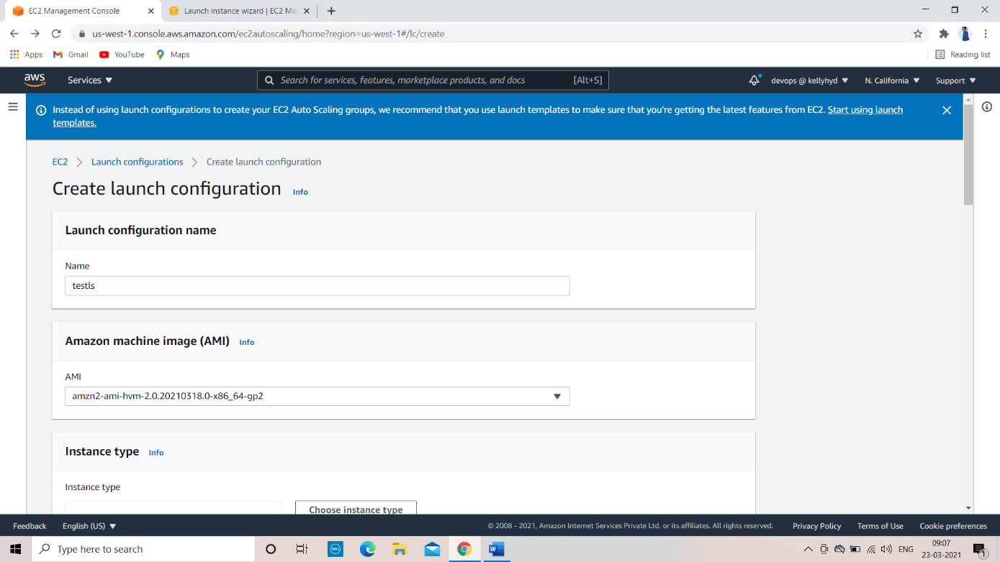 EC2 Management Console
Launch instance wizard | EC2 Ma
us-west-1.console.aws.amazon.com/ec2autoscaling/home?region=us-west-1#/lc/create
Apps
Gmail
YouTube
Maps
Reading list
aws
Services
Search for services, features, marketplace products, and docs
[Alt+S]
devops @ kellyhyd
N. California
Support
Instead of using launch configurations to create your EC2 Auto Scaling groups, we recommend that you use launch templates to make sure that you're getting the latest features from EC2. Start using launch
templates.
EC2
Launch configurations
Create launch configuration
Create launch configuration
Info
Launch configuration name
Name
testls
Amazon machine image (AMI)
Info
AMI
amzn2-ami-hvm-2.0.20210318.0-x86_64-gp2
Instance type
Info
Instance type
Choose instance type
Feedback
English (US)
© 2008 - 2021, Amazon Internet Services Private Ltd. or its affiliates. All rights reserved.
Privacy Policy
Terms of Use
Cookie preferences
Type here to search
DELL
W
ENG
09:07
23-03-2021
1